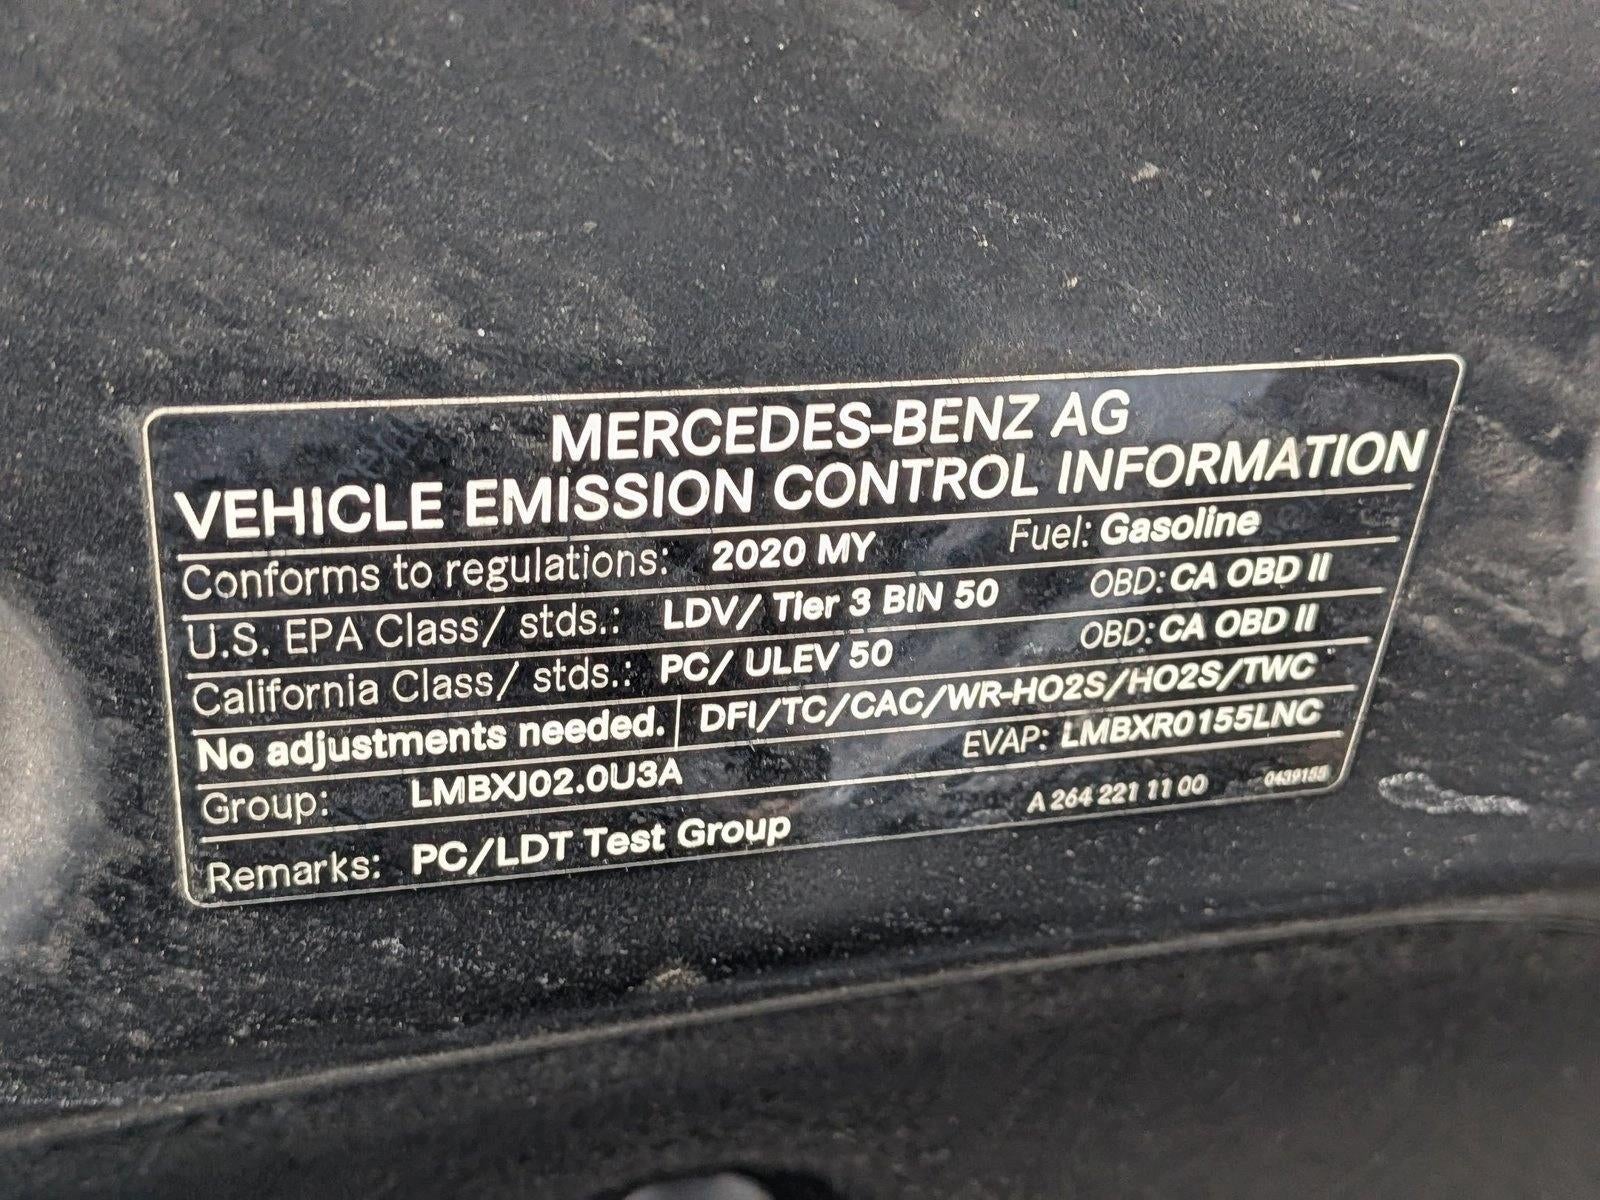 MERCEDES-BENZ AG
VEHICLE EMISSION CONTROL INFORMATION
Conforms to regulations: 2020 MY Fuel: Gasoline
U.S. EPA Class/ stds.: LDV/ Tier 3 BIN 50 OBD: CA OBD II
California Class/ stds.: PC/ ULEV 50 OBD: CA OBD II
No adjustments needed. DFI/TC/CAC/WR-HO2S/HO2S/TWC
Group: LMBXJ02.0U3A EVAP: LMBXR0155LNC
Remarks: PC/LDT Test Group A 264 221 11 00 0439155